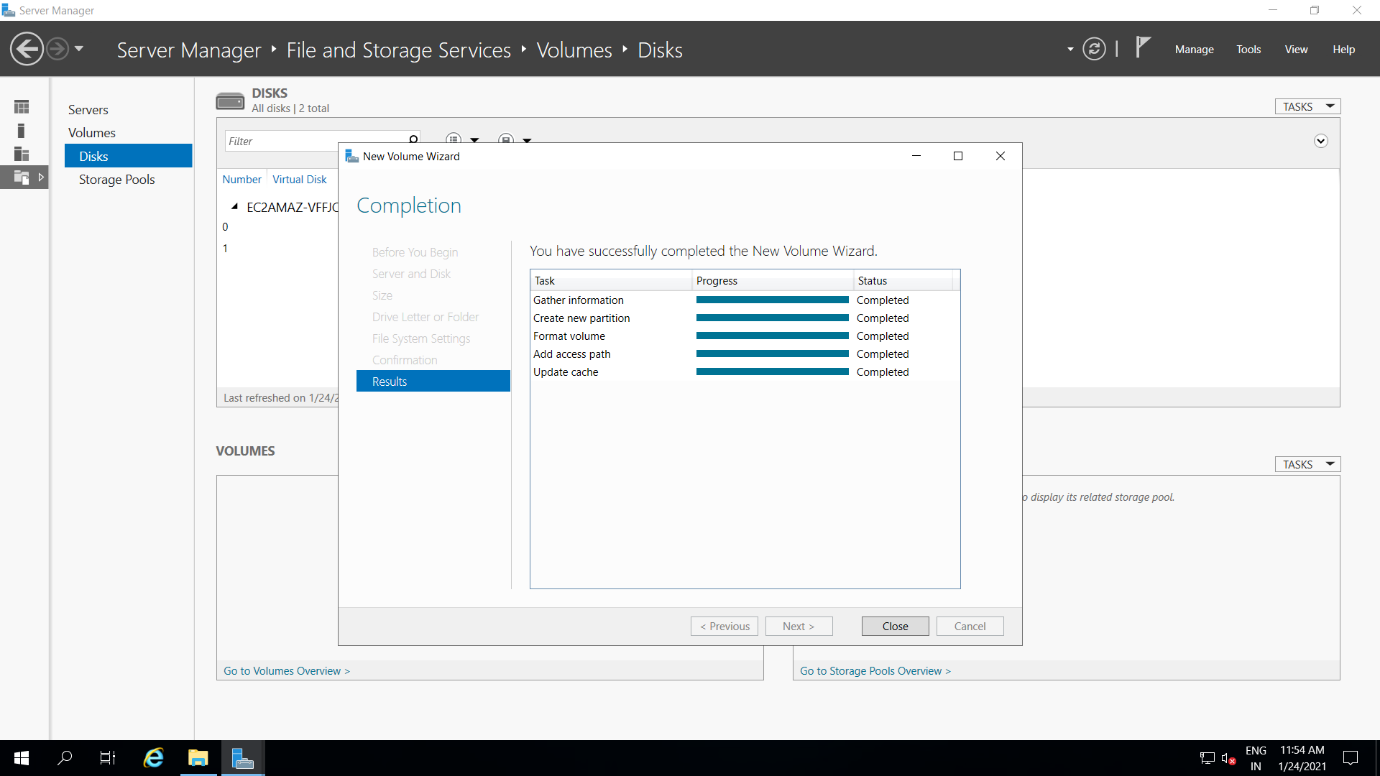 Server Manager
Server Manager ‣ File and Storage Services ‣ Volumes ‣ Disks
Manage Tools View Help
Servers
Volumes
Disks
Storage Pools
DISKS
All disks | 2 total
TASKS
Filter
Number Virtual Disk
EC2AMAZ-VFFJC
0
1
Last refreshed on 1/24/2
New Volume Wizard
Completion
Before You Begin
Server and Disk
Size
Drive Letter or Folder
File System Settings
Confirmation
Results
You have successfully completed the New Volume Wizard.
Task Progress Status
Gather information Completed
Create new partition Completed
Format volume Completed
Add access path Completed
Update cache Completed
< Previous Next > Close Cancel
VOLUMES
TASKS
o display its related storage pool.
Go to Volumes Overview >
Go to Storage Pools Overview >
ENG
IN
11:54 AM
1/24/2021